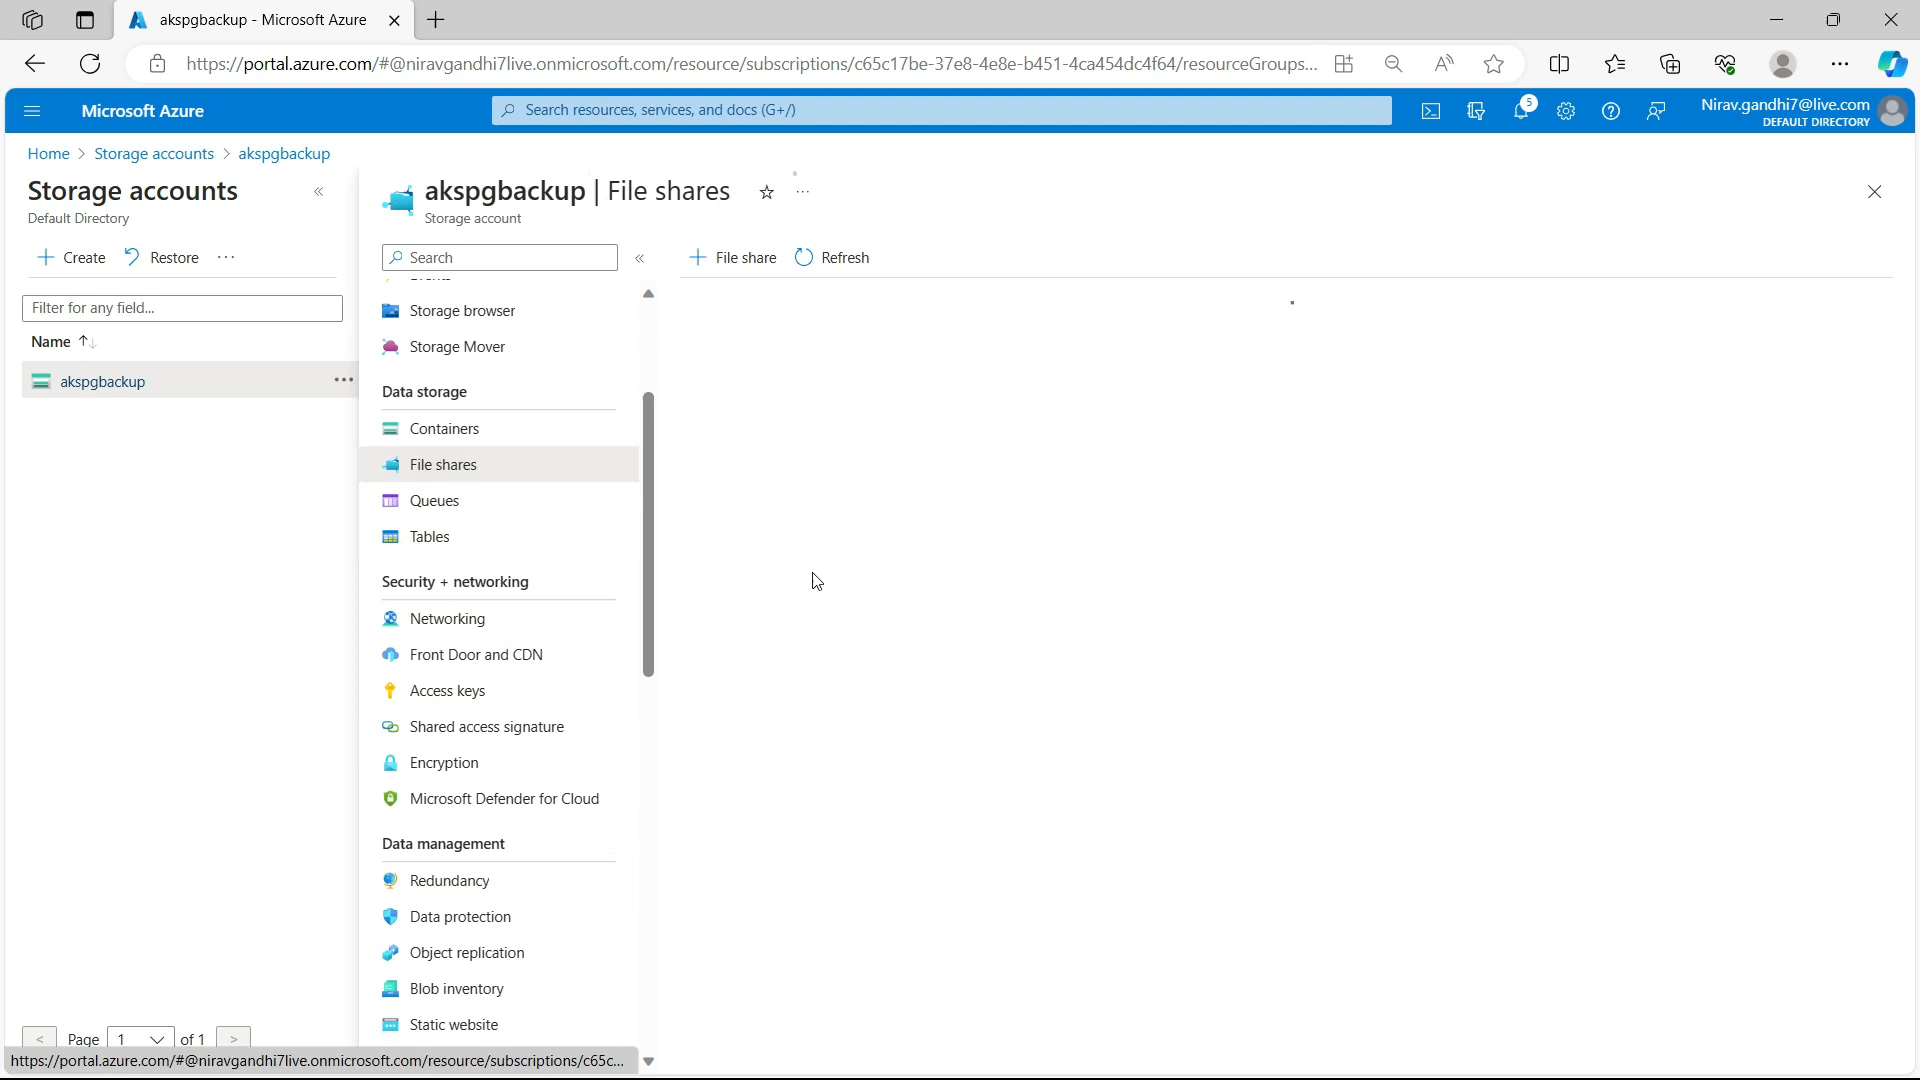 akspgbackup - Microsoft Azure
https://portal.azure.com/#@niravgandhi7live.onmicrosoft.com/resource/subscriptions/c65c17be-37e8-4e8e-b451-4ca454dc4f64/resourceGroups...
Microsoft Azure
Search resources, services, and docs (G+/)
5
Nirav.gandhi7@live.com
DEFAULT DIRECTORY
Home > Storage accounts > akspgbackup
Storage accounts
Default Directory
Create Restore
Filter for any field...
Name
akspgbackup
Page 1 of 1
akspgbackup | File shares
Storage account
Search
File share Refresh
Storage browser
Storage Mover
Data storage
Containers
File shares
Queues
Tables
Security + networking
Networking
Front Door and CDN
Access keys
Shared access signature
Encryption
Microsoft Defender for Cloud
Data management
Redundancy
Data protection
Object replication
Blob inventory
Static website
https://portal.azure.com/#@niravgandhi7live.onmicrosoft.com/resource/subscriptions/c65c...